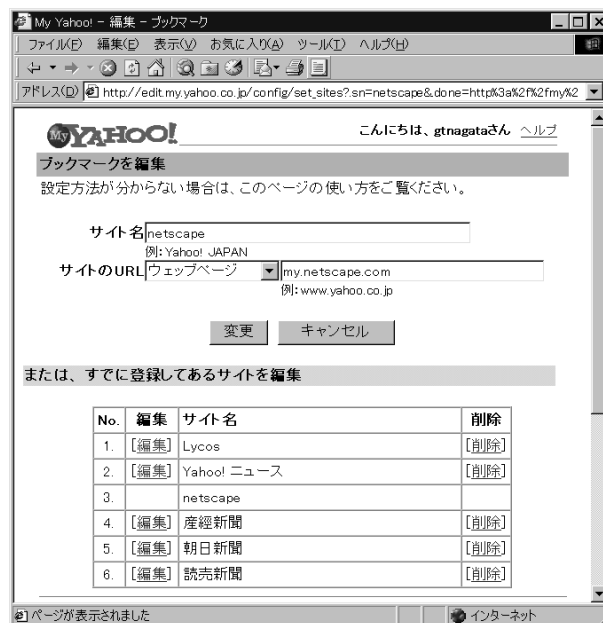 My Yahoo! - 編集 - ブックマーク
ファイル(F) 編集(E) 表示(V) お気に入り(A) ツール(T) ヘルプ(H)
アドレス(D) http://edit.my.yahoo.co.jp/config/set_sites?.sn=netscape&.done=http%3a%2f%2fmy%2
My YAHOO! こんにちは、gtnagataさん ヘルプ
ブックマークを編集
設定方法が分からない場合は、このページの使い方をご覧ください。
サイト名 netscape
例: Yahoo! JAPAN
サイトのURL ウェッブページ my.netscape.com
例: www.yahoo.co.jp
変更 キャンセル
または、すでに登録してあるサイトを編集
No. 編集 サイト名 削除
1. [編集] Lycos [削除]
2. [編集] Yahoo! ニュース [削除]
3. netscape
4. [編集] 産經新聞 [削除]
5. [編集] 朝日新聞 [削除]
6. [編集] 読売新聞 [削除]
ページが表示されました インターネット